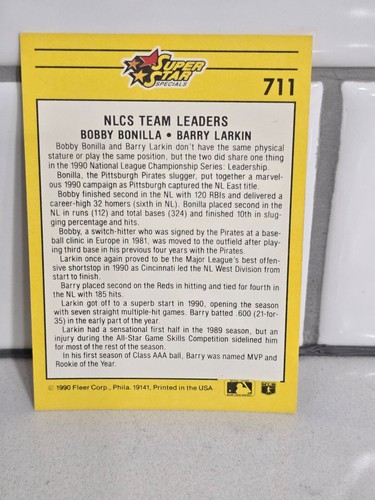 SUPER
STAR
SPECIALS
711
NLCS TEAM LEADERS
BOBBY BONILLA • BARRY LARKIN
Bobby Bonilla and Barry Larkin don't have the same physical
stature or play the same position, but the two did share one thing
in the 1990 National League Championship Series: Leadership.
Bonilla, the Pittsburgh Pirates slugger, put together a marvel-
ous 1990 campaign as Pittsburgh captured the NL East title.
Bobby finished second in the NL with 120 RBIs and delivered a
career-high 32 homers (sixth in NL). Bonilla placed second in the
NL in runs (112) and total bases (324) and finished 10th in slug-
ging percentage and hits.
Bobby, a switch-hitter who was signed by the Pirates at a base-
ball clinic in Europe in 1981, was moved to the outfield after play-
ing third base in his previous four years with the Pirates.
Larkin once again proved to be the Major League's best offen-
sive shortstop in 1990 as Cincinnati led the NL West Division from
start to finish.
Barry placed second on the Reds in hitting and tied for fourth in
the NL with 185 hits.
Larkin got off to a superb start in 1990, opening the season
with seven straight multiple-hit games. Barry batted .600 (21-for-
35) in the early part of the year.
Larkin had a sensational first half in the 1989 season, but an
injury during the All-Star Game Skills Competition sidelined him
for most of the rest of the season.
In his first season of Class AAA ball, Barry was named MVP and
Rookie of the Year.
© 1990 Fleer Corp., Phila. 19141, Printed in the USA